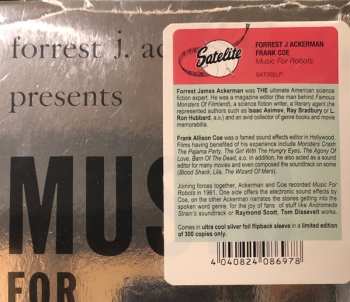 forrest j. ac
presents
MUS
FOR
Satelite
FORREST J ACKERMAN
FRANK COE
Music For Robots
Forrest James Ackerman was THE ultimate American science
fiction expert. He was a magazine editor (the man behind Famous
Monsters Of Filmland), a science fiction writer, a literary agent (he
represented authors such us Isaac Asimov, Ray Bradbury or L.
Ron Hubbard, a.o.) and an avid collector of genre books and movie
memorabilia.
Frank Allison Coe was a famed sound effects editor in Hollywood.
Films having benefited of his experience include Monsters Crash
The Pajama Party, The Girl With The Hungry Eyes, The Agony Of
Love, Barn Of The Dead, a.o. In addition, he also acted as a sound
editor for many movies and even composed the soundtrack on some
(Blood Shack, Lila, The Wizard Of Mars).
Joining forces together, Ackerman and Coe recorded Music For
Robots in 1961. One side offers the electronic sound effects by
Coe, on the other Ackerman narrates the stories getting into the
spoken word genre, for the joy of fans of stuff like Andromeda
Strain's soundtrack or Raymond Scott, Tom Dissevelt works.
Comes in ultra cool silver foil flipback sleeve in a limited edition of
300 copies only.
4 040824 086978